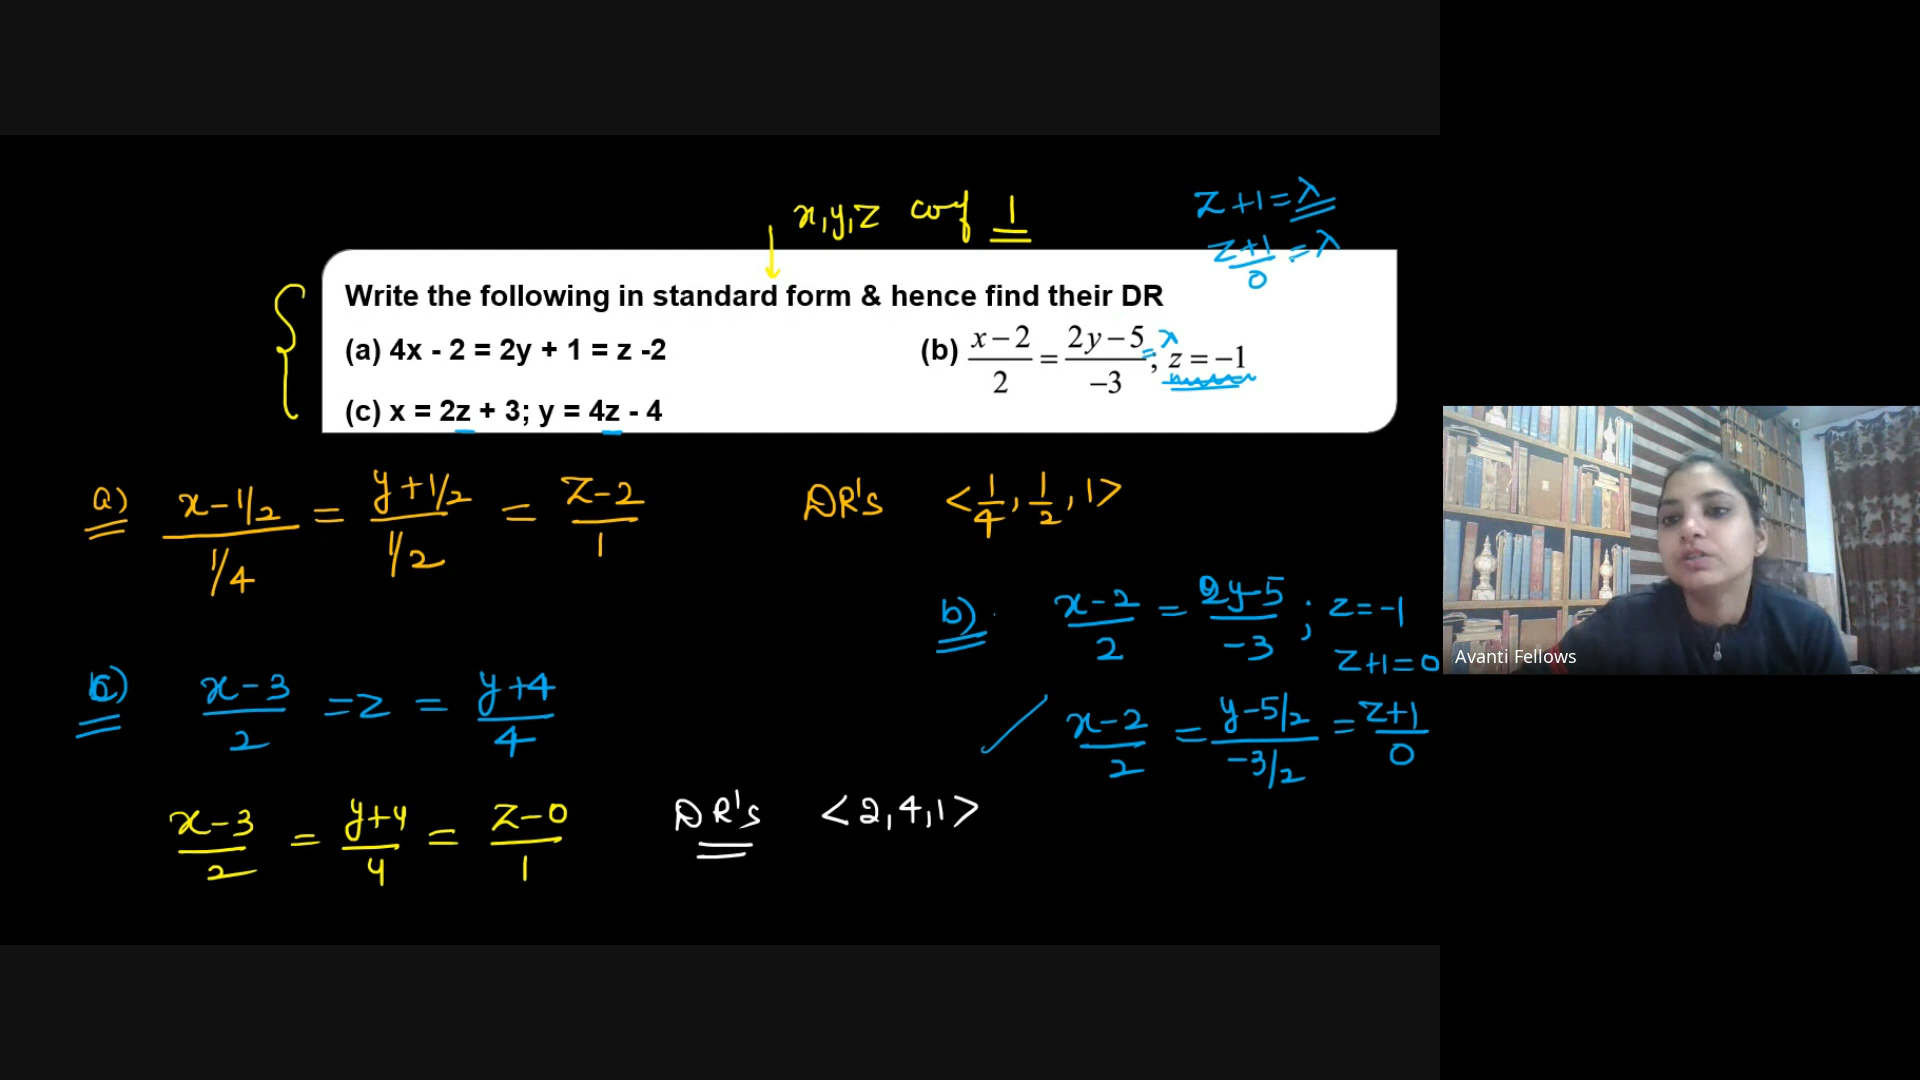 x,y,z cof 1
z+1=λ
z+1/0 = λ
Write the following in standard form & hence find their DR
(a) 4x - 2 = 2y + 1 = z -2
(b) x−2/2 = 2y−5/−3 = λ ; z = −1
(c) x = 2z + 3; y = 4z - 4
a) x-1/2 / 1/4 = y+1/2 / 1/2 = z-2/1
DR's <1/4, 1/2, 1>
b) x-2/2 = 2y-5/-3 ; z=-1
z+1=0
x-2/2 = y-5/2 / -3/2 = z+1/0
c) x-3/2 = z = y+4/4
x-3/2 = y+4/4 = z-0/1
DR's <2,4,1>
Avanti Fellows